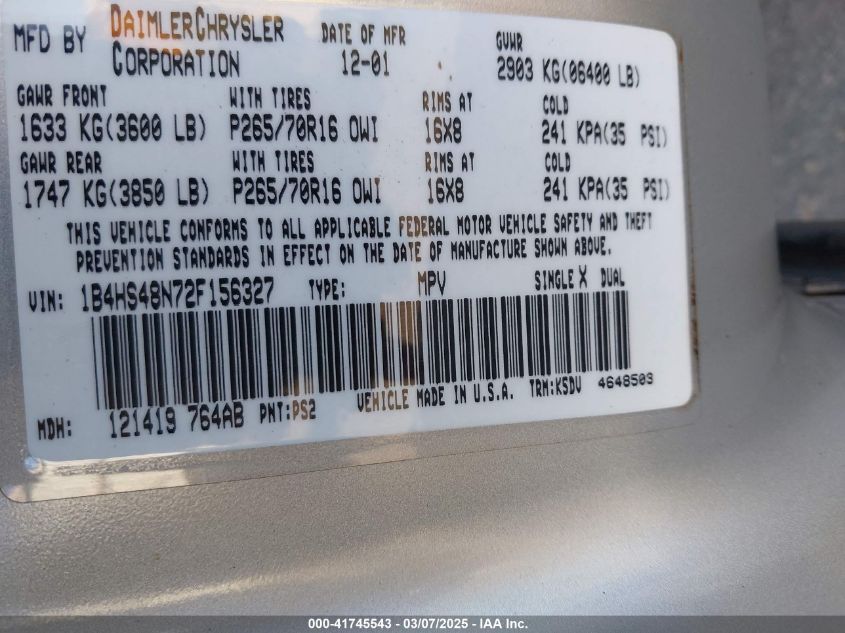 MFD BY DAIMLERCHRYSLER CORPORATION DATE OF MFR 12-01 GVWR 2903 KG(06400 LB)
GAWR FRONT WITH TIRES RIMS AT COLD
1633 KG(3600 LB) P265/70R16 OWI 16X8 241 KPA(35 PSI)
GAWR REAR WITH TIRES RIMS AT COLD
1747 KG(3850 LB) P265/70R16 OWI 16X8 241 KPA(35 PSI)
THIS VEHICLE CONFORMS TO ALL APPLICABLE FEDERAL MOTOR VEHICLE SAFETY AND THEFT
PREVENTION STANDARDS IN EFFECT ON THE DATE OF MANUFACTURE SHOWN ABOVE.
VIN: 1B4HS48N72F156327 TYPE: MPV SINGLE X DUAL
MDH: 121419 764AB PNT:PS2 VEHICLE MADE IN U.S.A. TRM:K5DV 4648503
000-41745543 - 03/07/2025 - IAA Inc.